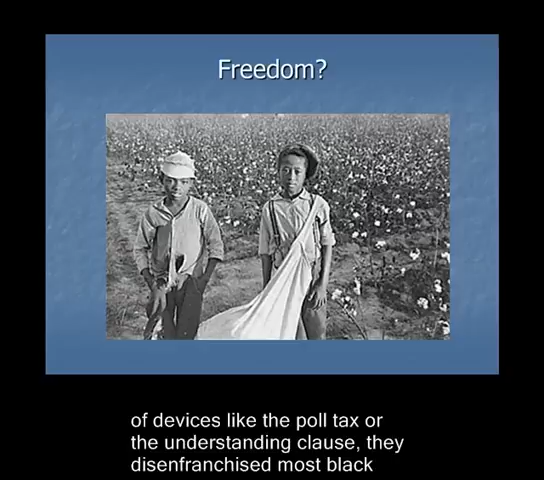 Freedom?
of devices like the poll tax or
the understanding clause, they
disenfranchised most black